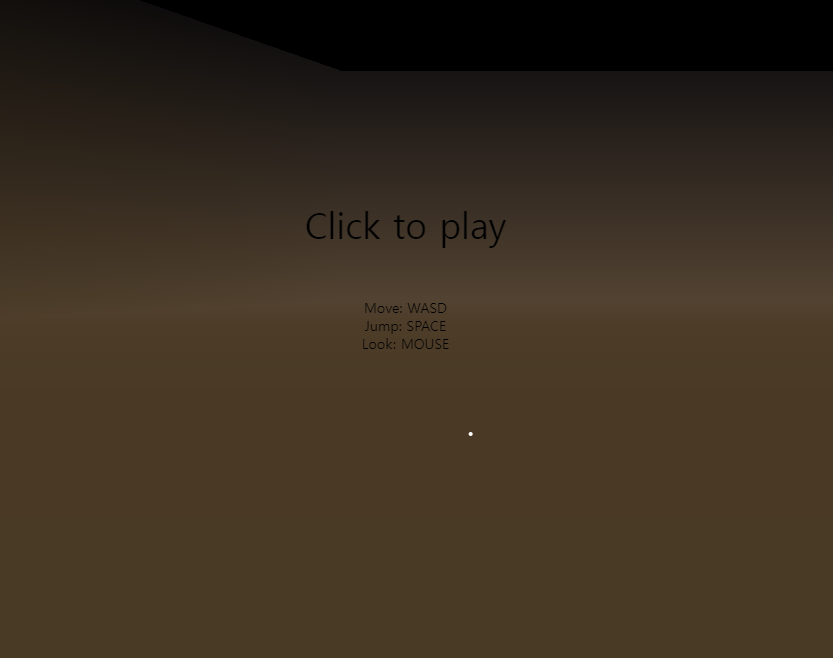 Click to play
Move: WASD
Jump: SPACE
Look: MOUSE